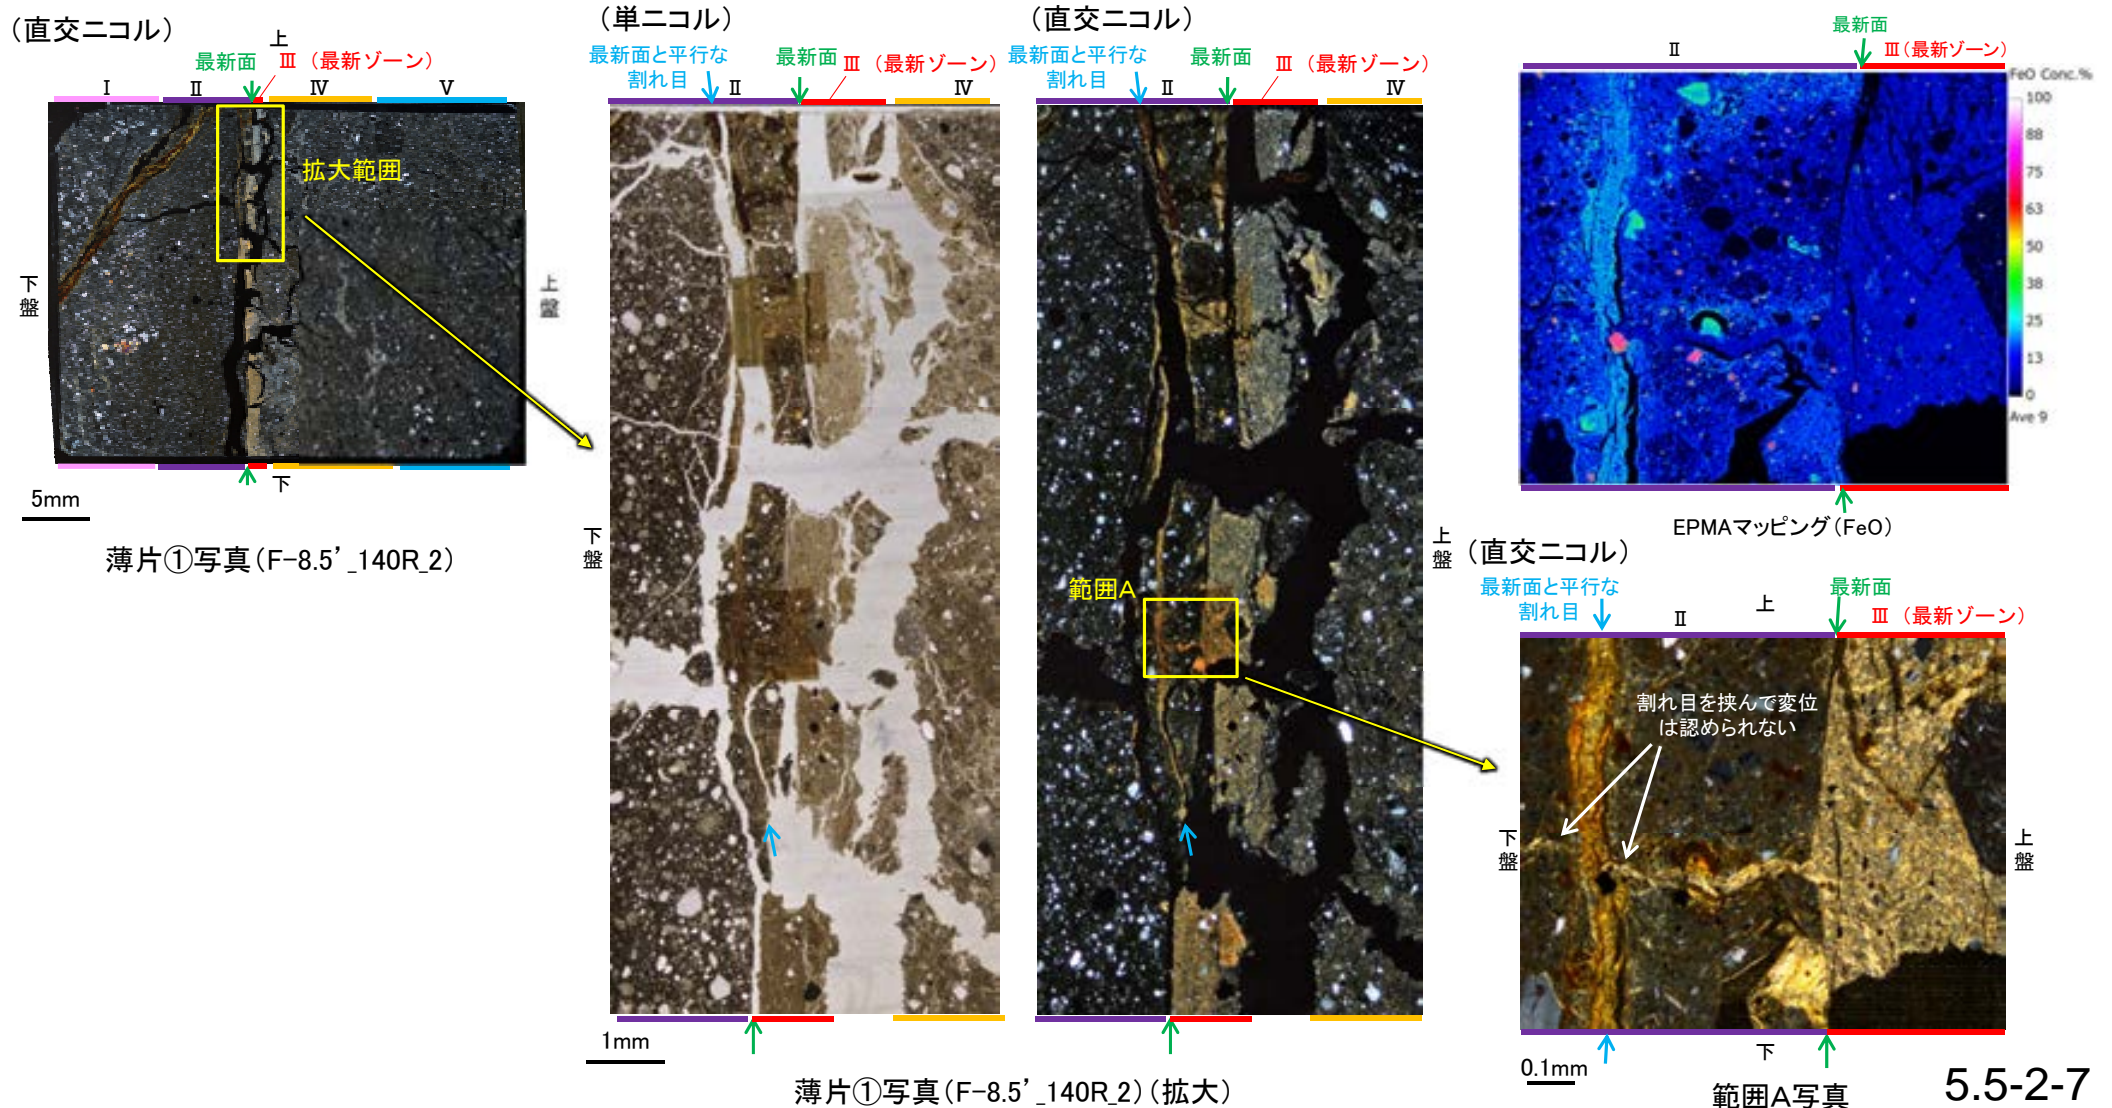 (直交ニコル)
上
最新面
Ⅲ(最新ゾーン)
Ⅰ
Ⅱ
Ⅳ
Ⅴ
拡大範囲
下盤
上盤
下
5mm
薄片①写真(F-8.5’_140R_2)
(単ニコル)
最新面と平行な
割れ目
最新面
Ⅲ(最新ゾーン)
Ⅱ
Ⅳ
下盤
1mm
(直交ニコル)
最新面と平行な
割れ目
最新面
Ⅲ(最新ゾーン)
Ⅱ
Ⅳ
範囲A
上盤
薄片①写真(F-8.5’_140R_2)(拡大)
最新面
Ⅱ
Ⅲ(最新ゾーン)
FeO Conc.%
100
88
75
63
50
38
25
13
0
Ave 9
EPMAマッピング(FeO)
(直交ニコル)
最新面と平行な
割れ目
上
最新面
Ⅱ
Ⅲ(最新ゾーン)
割れ目を挟んで変位
は認められない
下盤
上盤
下
0.1mm
範囲A写真
5.5-2-7